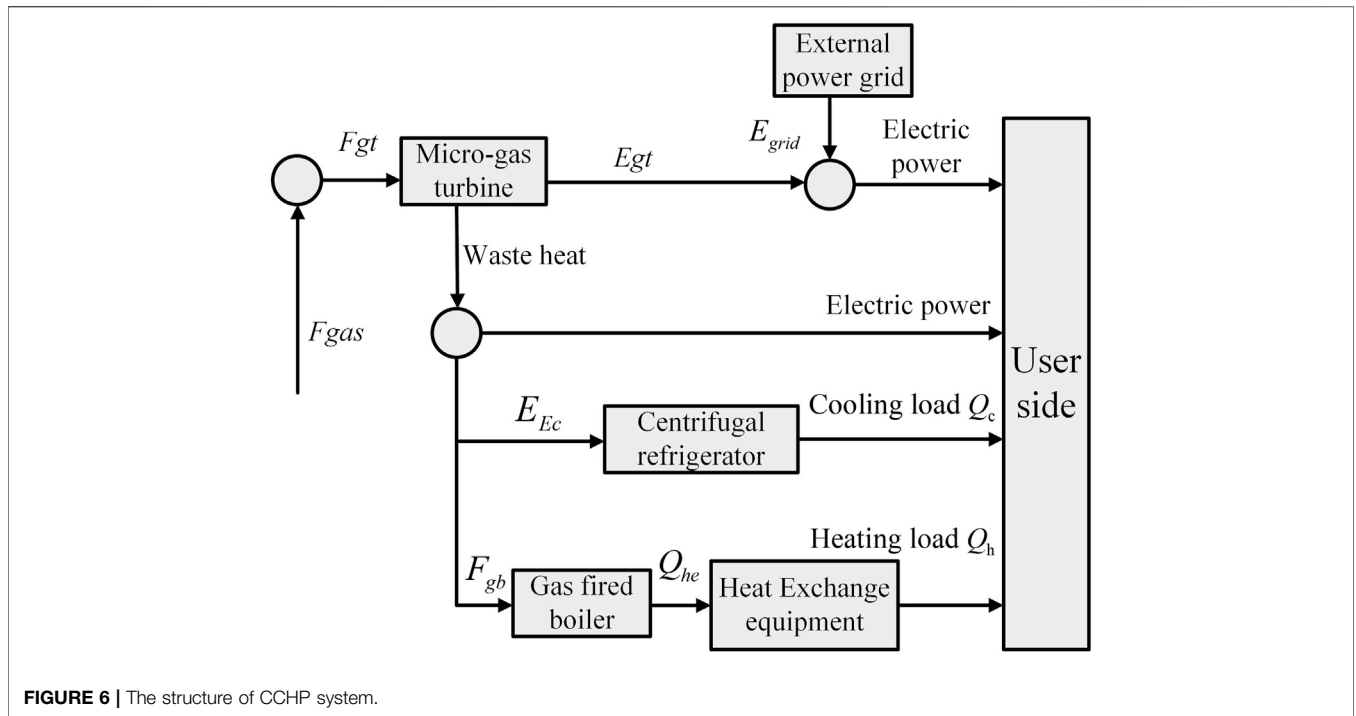 External
power grid
Fgt
Micro-gas
turbine
Egt
E_grid
Electric
power
Waste heat
Fgas
Electric power
User
side
E_Ec
Centrifugal
refrigerator
Cooling load Q_c
F_gb
Gas fired
boiler
Q_he
Heat Exchange
equipment
Heating load Q_h
FIGURE 6 | The structure of CCHP system.